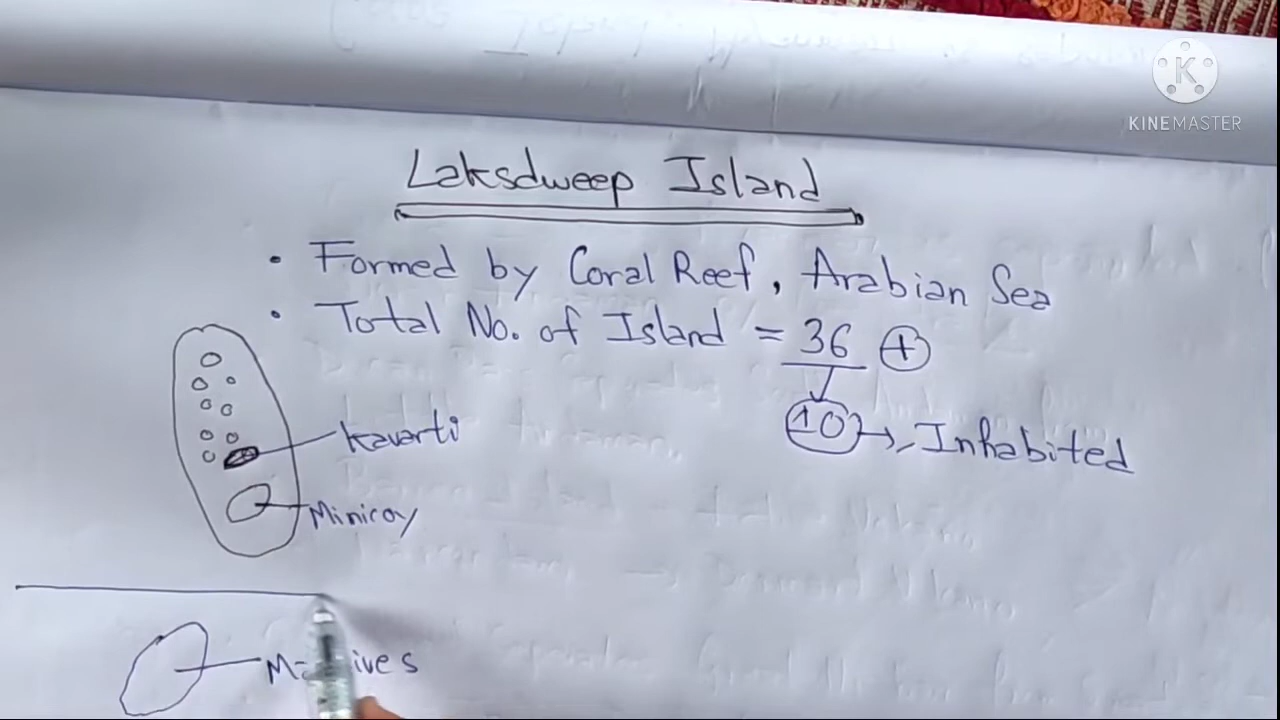 K
KINEMASTER
Laksdweep Island
• Formed by Coral Reef, Arabian Sea
• Total No. of Island = 36 +
10 → Inhabited
Kavarti
Minicoy